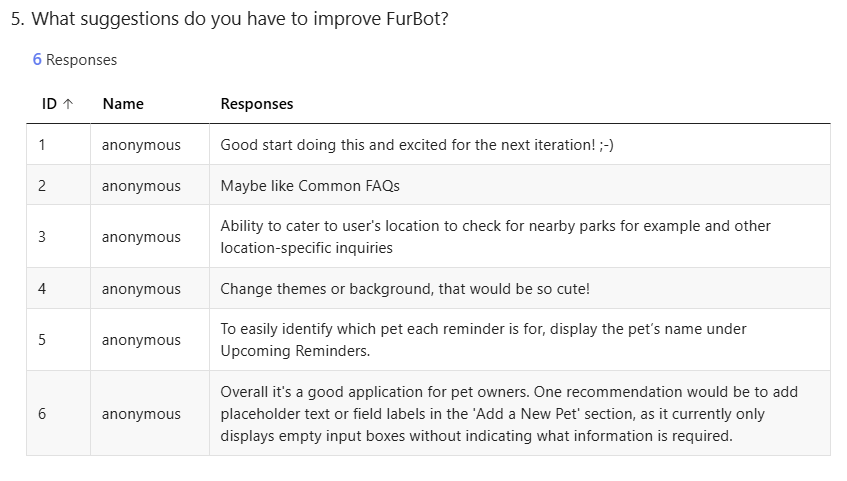 5. What suggestions do you have to improve FurBot?
6 Responses
ID ↑ Name Responses
1 anonymous Good start doing this and excited for the next iteration! ;-)
2 anonymous Maybe like Common FAQs
3 anonymous Ability to cater to user's location to check for nearby parks for example and other
location-specific inquiries
4 anonymous Change themes or background, that would be so cute!
5 anonymous To easily identify which pet each reminder is for, display the pet’s name under
Upcoming Reminders.
6 anonymous Overall it's a good application for pet owners. One recommendation would be to add
placeholder text or field labels in the 'Add a New Pet' section, as it currently only
displays empty input boxes without indicating what information is required.